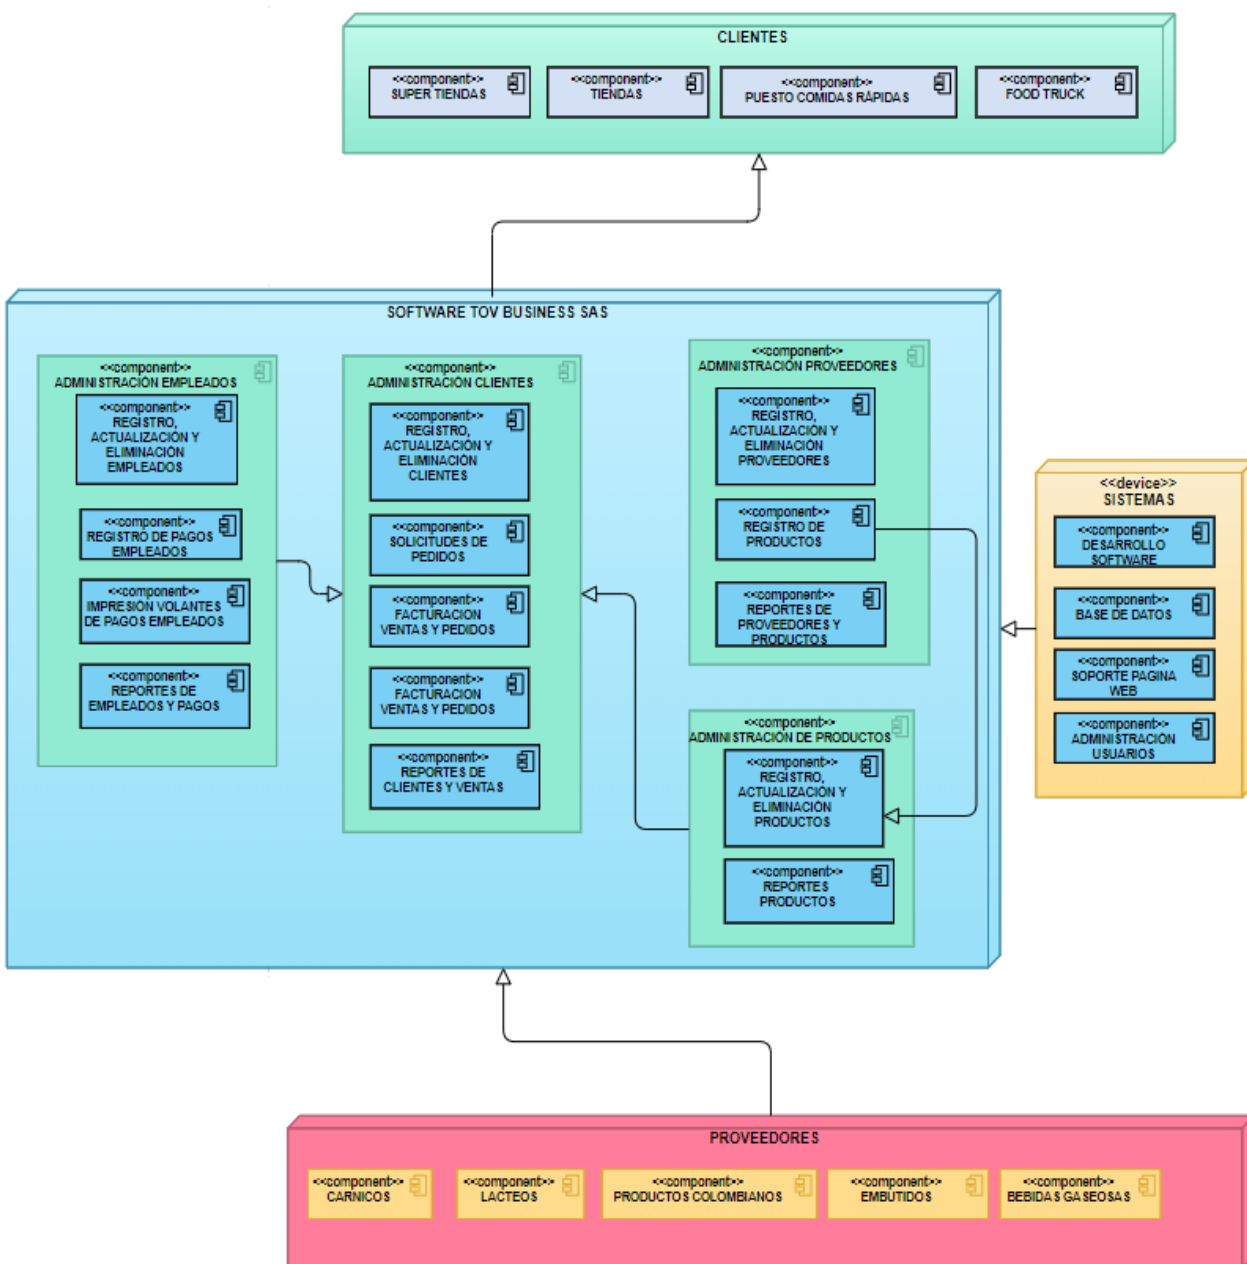 CLIENTES
<<component>>
SUPER TIENDAS
<<component>>
TIENDAS
<<component>>
PUESTO COMIDAS RÁPIDAS
<<component>>
FOOD TRUCK
SOFTWARE TOV BUSINESS SAS
<<component>>
ADMINISTRACIÓN EMPLEADOS
<<component>>
REGISTRO,
ACTUALIZACIÓN Y
ELIMINACIÓN
EMPLEADOS
<<component>>
REGISTRO DE PAGOS
EMPLEADOS
<<component>>
IMPRESIÓN VOLANTES
DE PAGOS EMPLEADOS
<<component>>
REPORTES DE
EMPLEADOS Y PAGOS
<<component>>
ADMINISTRACIÓN CLIENTES
<<component>>
REGISTRO,
ACTUALIZACIÓN Y
ELIMINACIÓN
CLIENTES
<<component>>
SOLICITUDES DE
PEDIDOS
<<component>>
FACTURACION
VENTAS Y PEDIDOS
<<component>>
FACTURACION
VENTAS Y PEDIDOS
<<component>>
REPORTES DE
CLIENTES Y VENTAS
<<component>>
ADMINISTRACIÓN PROVEEDORES
<<component>>
REGISTRO,
ACTUALIZACIÓN Y
ELIMINACIÓN
PROVEEDORES
<<component>>
REGISTRO DE
PRODUCTOS
<<component>>
REPORTES DE
PROVEEDORES Y
PRODUCTOS
<<component>>
ADMINISTRACIÓN DE PRODUCTOS
<<component>>
REGISTRO,
ACTUALIZACIÓN Y
ELIMINACIÓN
PRODUCTOS
<<component>>
REPORTES
PRODUCTOS
<<device>>
SISTEMAS
<<component>>
DESARROLLO
SOFTWARE
<<component>>
BASE DE DATOS
<<component>>
SOPORTE PAGINA
WEB
<<component>>
ADMINISTRACIÓN
USUARIOS
PROVEEDORES
<<component>>
CARNICOS
<<component>>
LACTEOS
<<component>>
PRODUCTOS COLOMBIANOS
<<component>>
EMBUTIDOS
<<component>>
BEBIDAS GASEOSAS